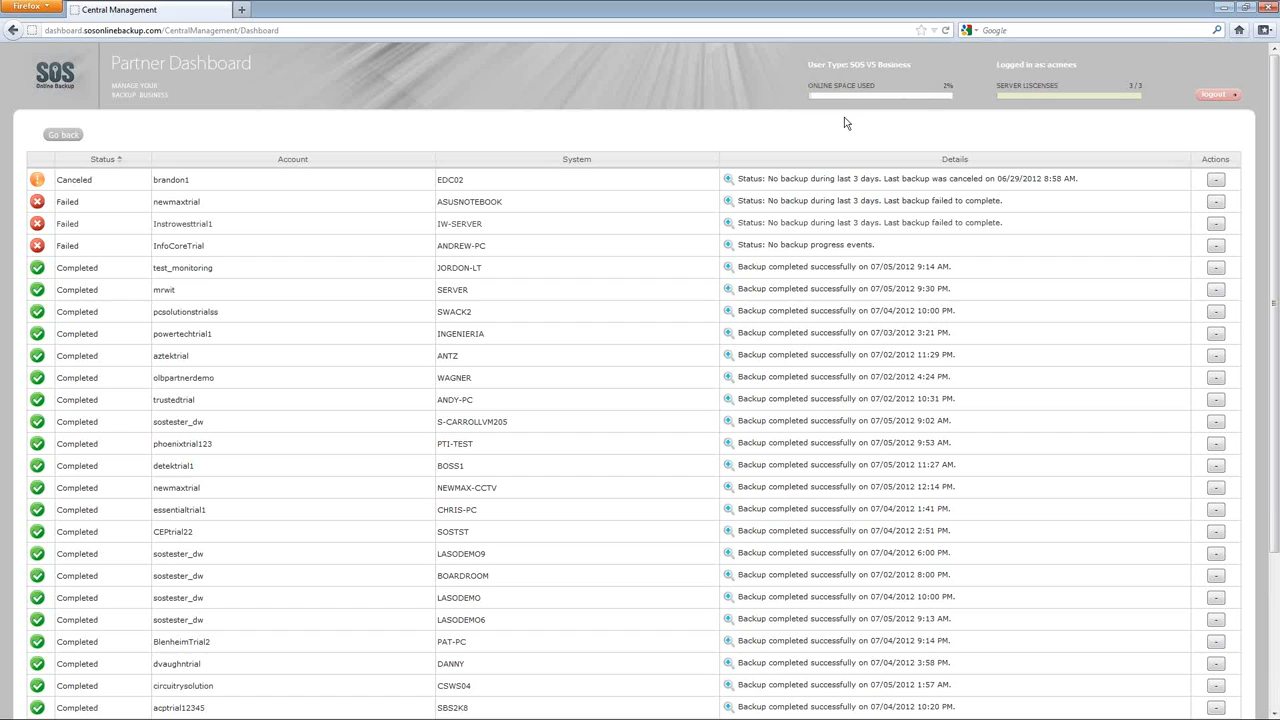 Firefox
Central Management
dashboard.sosonlinebackup.com/CentralManagement/Dashboard
Google
SOS
Online Backup
Partner Dashboard
MANAGE YOUR
BACKUP BUSINESS
User Type: SOS V5 Business
Logged in as: acmees
ONLINE SPACE USED 2%
SERVER LISCENSES 3 / 3
logout
Go back
Status Account System Details Actions
Canceled brandon1 EDC02 Status: No backup during last 3 days. Last backup was canceled on 06/29/2012 8:58 AM. -
Failed newmaxtrial ASUSNOTEBOOK Status: No backup during last 3 days. Last backup failed to complete. -
Failed Instrowesttrial1 IW-SERVER Status: No backup during last 3 days. Last backup failed to complete. -
Failed InfoCoreTrial ANDREW-PC Status: No backup progress events. -
Completed test_monitoring JORDON-LT Backup completed successfully on 07/05/2012 9:14 AM. -
Completed mrwit SERVER Backup completed successfully on 07/05/2012 9:30 PM. -
Completed pcsolutionstrialss SWACK2 Backup completed successfully on 07/04/2012 10:00 PM. -
Completed powertechtrial1 INGENIERIA Backup completed successfully on 07/03/2012 3:21 PM. -
Completed aztektrial ANTZ Backup completed successfully on 07/02/2012 11:29 PM. -
Completed olbpartnerdemo WAGNER Backup completed successfully on 07/02/2012 4:24 PM. -
Completed trustedtrial ANDY-PC Backup completed successfully on 07/02/2012 10:31 PM. -
Completed sostester_dw S-CARROLLVM205 Backup completed successfully on 07/05/2012 9:02 AM. -
Completed phoenixtrial123 PTI-TEST Backup completed successfully on 07/05/2012 9:53 AM. -
Completed detektrial1 BOSS1 Backup completed successfully on 07/05/2012 11:27 AM. -
Completed newmaxtrial NEWMAX-CCTV Backup completed successfully on 07/05/2012 12:14 PM. -
Completed essentialtrial1 CHRIS-PC Backup completed successfully on 07/04/2012 1:41 PM. -
Completed CEPtrial22 SOSTST Backup completed successfully on 07/04/2012 2:51 PM. -
Completed sostester_dw LASODEMO9 Backup completed successfully on 07/04/2012 6:00 PM. -
Completed sostester_dw BOARDROOM Backup completed successfully on 07/02/2012 8:00 PM. -
Completed sostester_dw LASODEMO Backup completed successfully on 07/04/2012 10:00 PM. -
Completed sostester_dw LASODEMO6 Backup completed successfully on 07/05/2012 9:13 AM. -
Completed BlenheimTrial2 PAT-PC Backup completed successfully on 07/04/2012 9:14 PM. -
Completed dvaughntrial DANNY Backup completed successfully on 07/04/2012 3:58 PM. -
Completed circuitrysolution CSWS04 Backup completed successfully on 07/05/2012 1:57 AM. -
Completed acptrial12345 SBS2K8 Backup completed successfully on 07/04/2012 10:20 PM. -